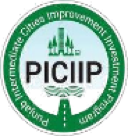 Punjab Intermediate Cities Improvement Investment Program
PICIIP